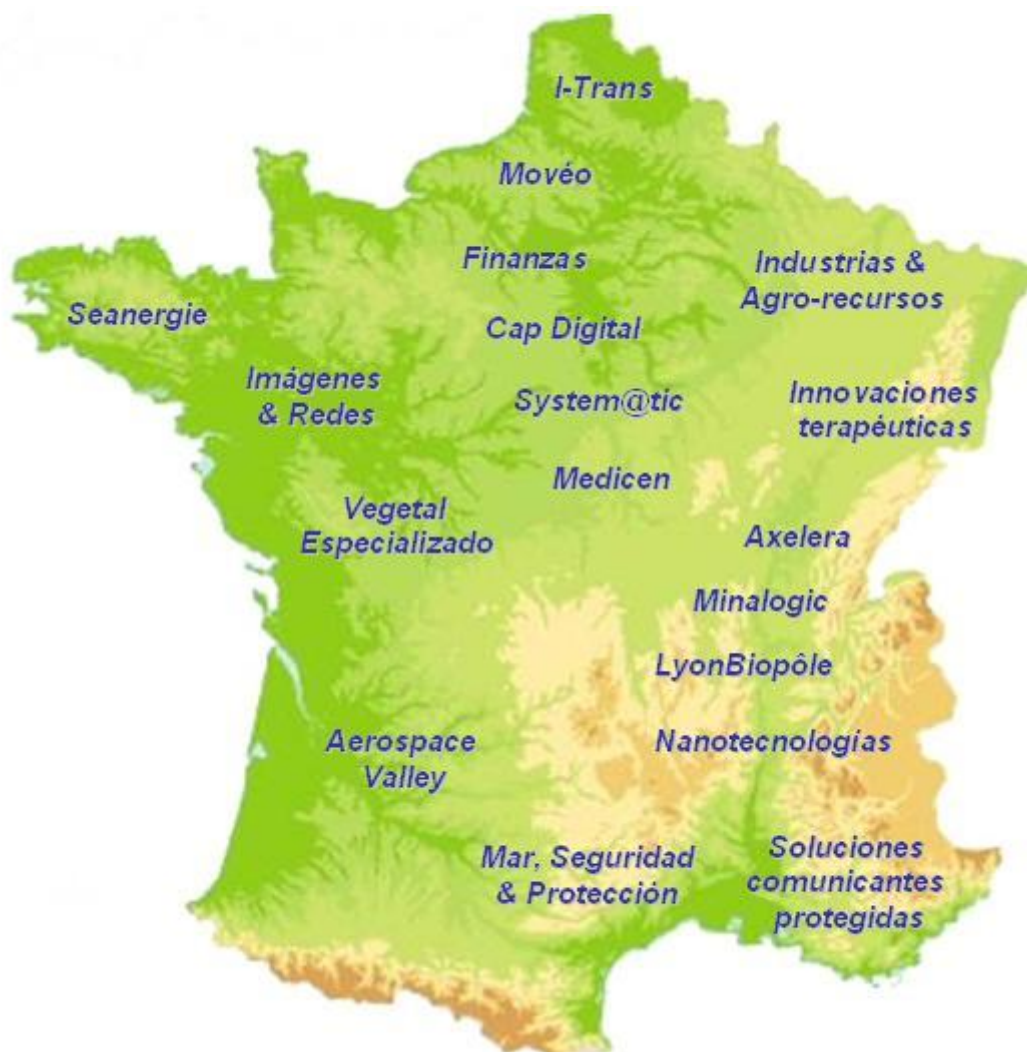 I-Trans
Movéo
Finanzas
Industrias &
Agro-recursos
Seanergie
Cap Digital
Imágenes
& Redes
System@tic
Innovaciones
terapéuticas
Medicen
Vegetal
Especializado
Axelera
Minalogic
LyonBiopôle
Aerospace
Valley
Nanotecnologías
Mar, Seguridad
& Protección
Soluciones
comunicantes
protegidas